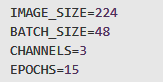 IMAGE_SIZE=224
BATCH_SIZE=48
CHANNELS=3
EPOCHS=15